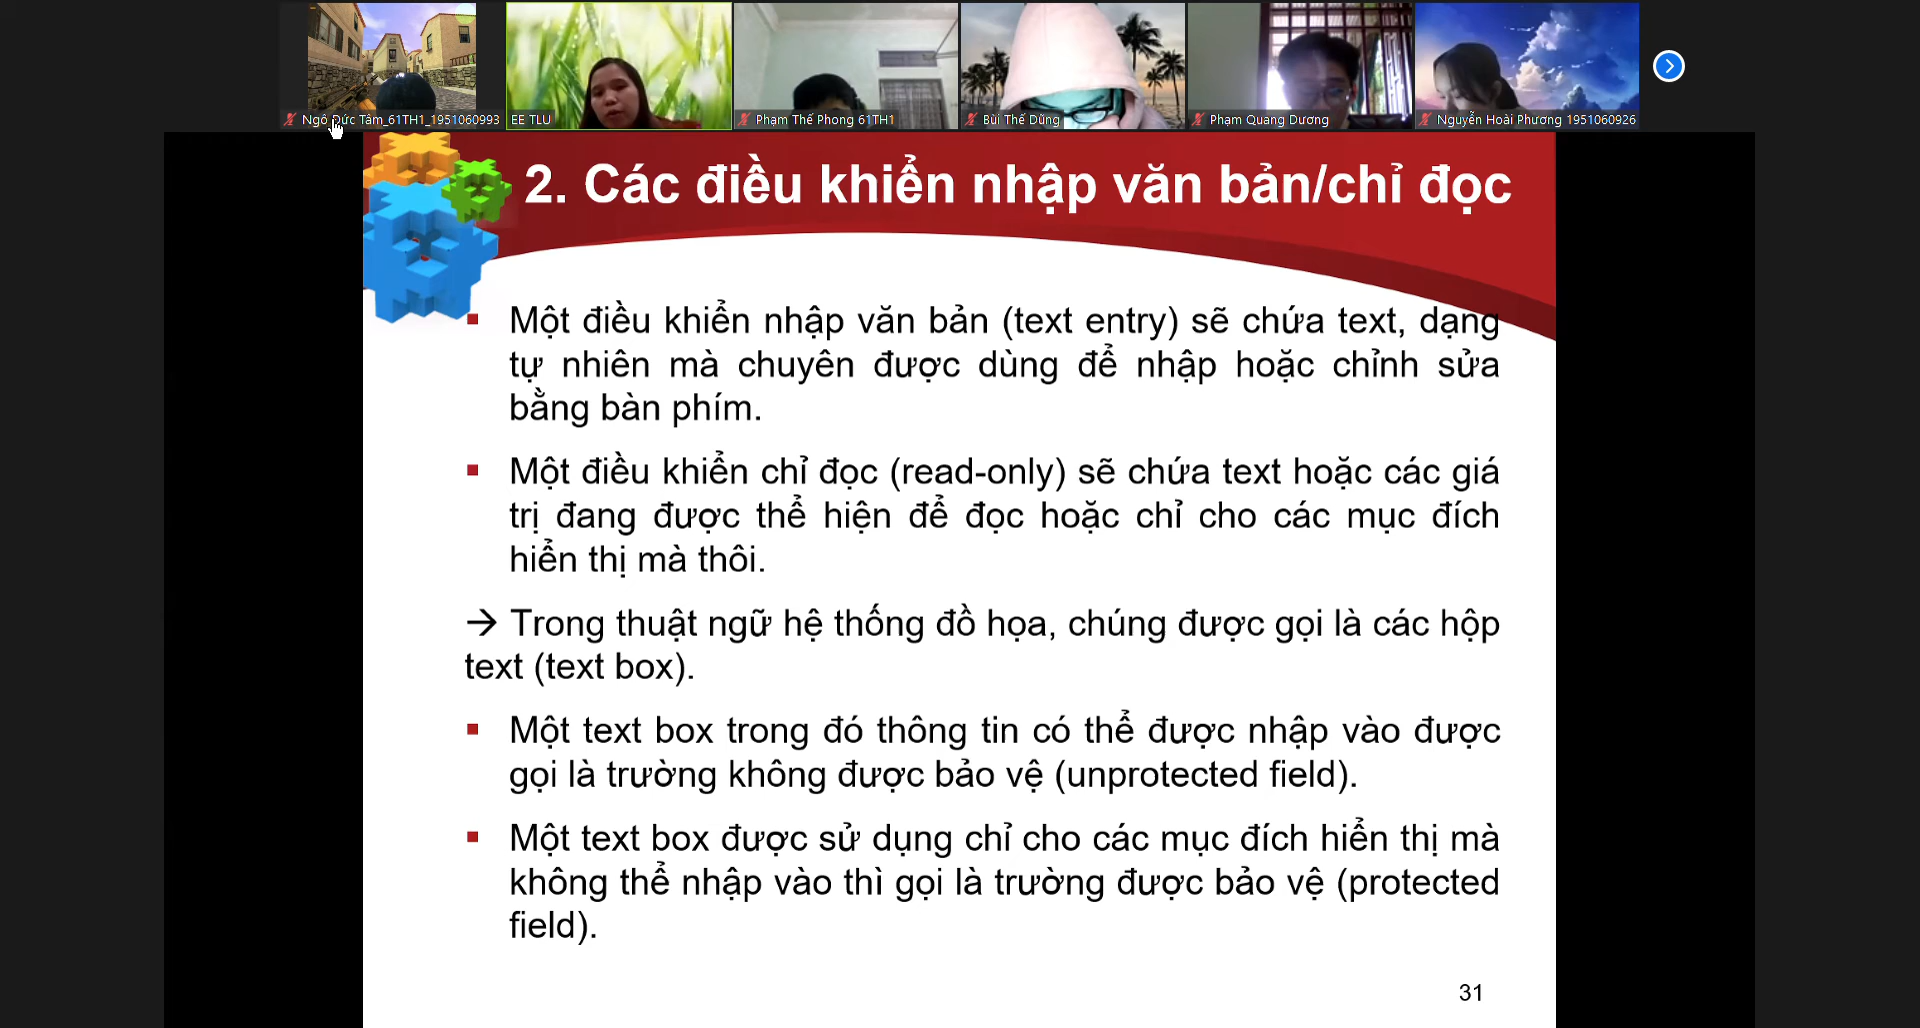 Ngô Đức Tâm_61TH1_1951060993
EE TLU
Phạm Thế Phong 61TH1
Bùi Thế Dũng
Phạm Quang Dương
Nguyễn Hoài Phương 1951060926
2. Các điều khiển nhập văn bản/chỉ đọc
▪ Một điều khiển nhập văn bản (text entry) sẽ chứa text, dạng
tự nhiên mà chuyên được dùng để nhập hoặc chỉnh sửa
bằng bàn phím.
▪ Một điều khiển chỉ đọc (read-only) sẽ chứa text hoặc các giá
trị đang được thể hiện để đọc hoặc chỉ cho các mục đích
hiển thị mà thôi.
→ Trong thuật ngữ hệ thống đồ họa, chúng được gọi là các hộp
text (text box).
▪ Một text box trong đó thông tin có thể được nhập vào được
gọi là trường không được bảo vệ (unprotected field).
▪ Một text box được sử dụng chỉ cho các mục đích hiển thị mà
không thể nhập vào thì gọi là trường được bảo vệ (protected
field).
31